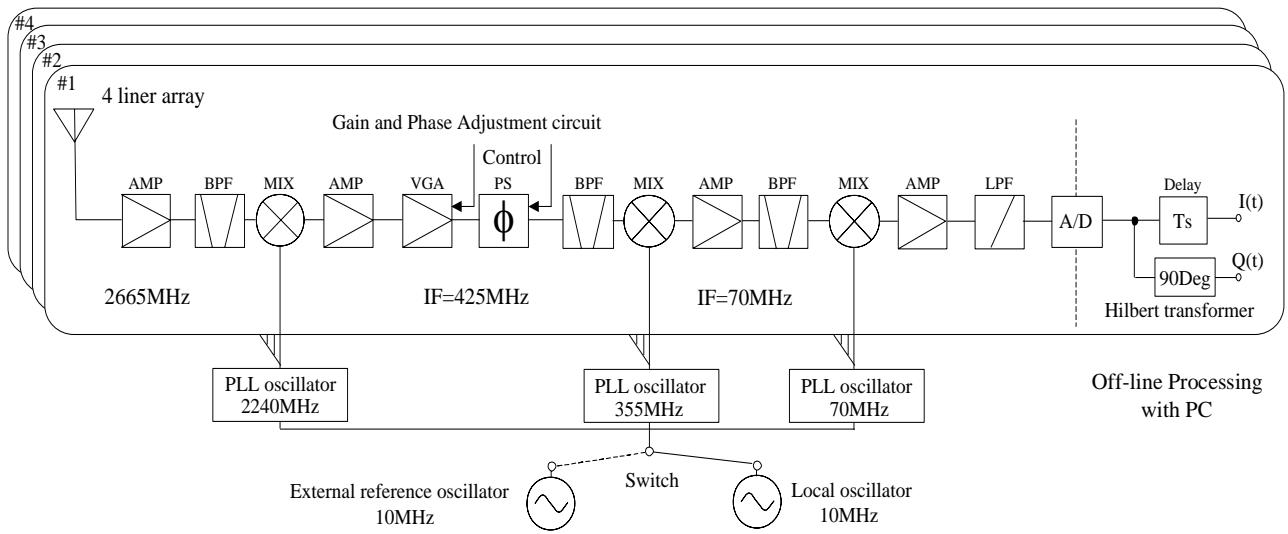 #4
#3
#2
#1
4 liner array
Gain and Phase Adjustment circuit
Control
AMP BPF MIX AMP VGA PS BPF MIX AMP BPF MIX AMP LPF
ϕ
A/D
Delay
Ts
I(t)
90Deg
Q(t)
Hilbert transformer
2665MHz
IF=425MHz
IF=70MHz
PLL oscillator
2240MHz
PLL oscillator
355MHz
PLL oscillator
70MHz
Off-line Processing
with PC
Switch
External reference oscillator
10MHz
Local oscillator
10MHz